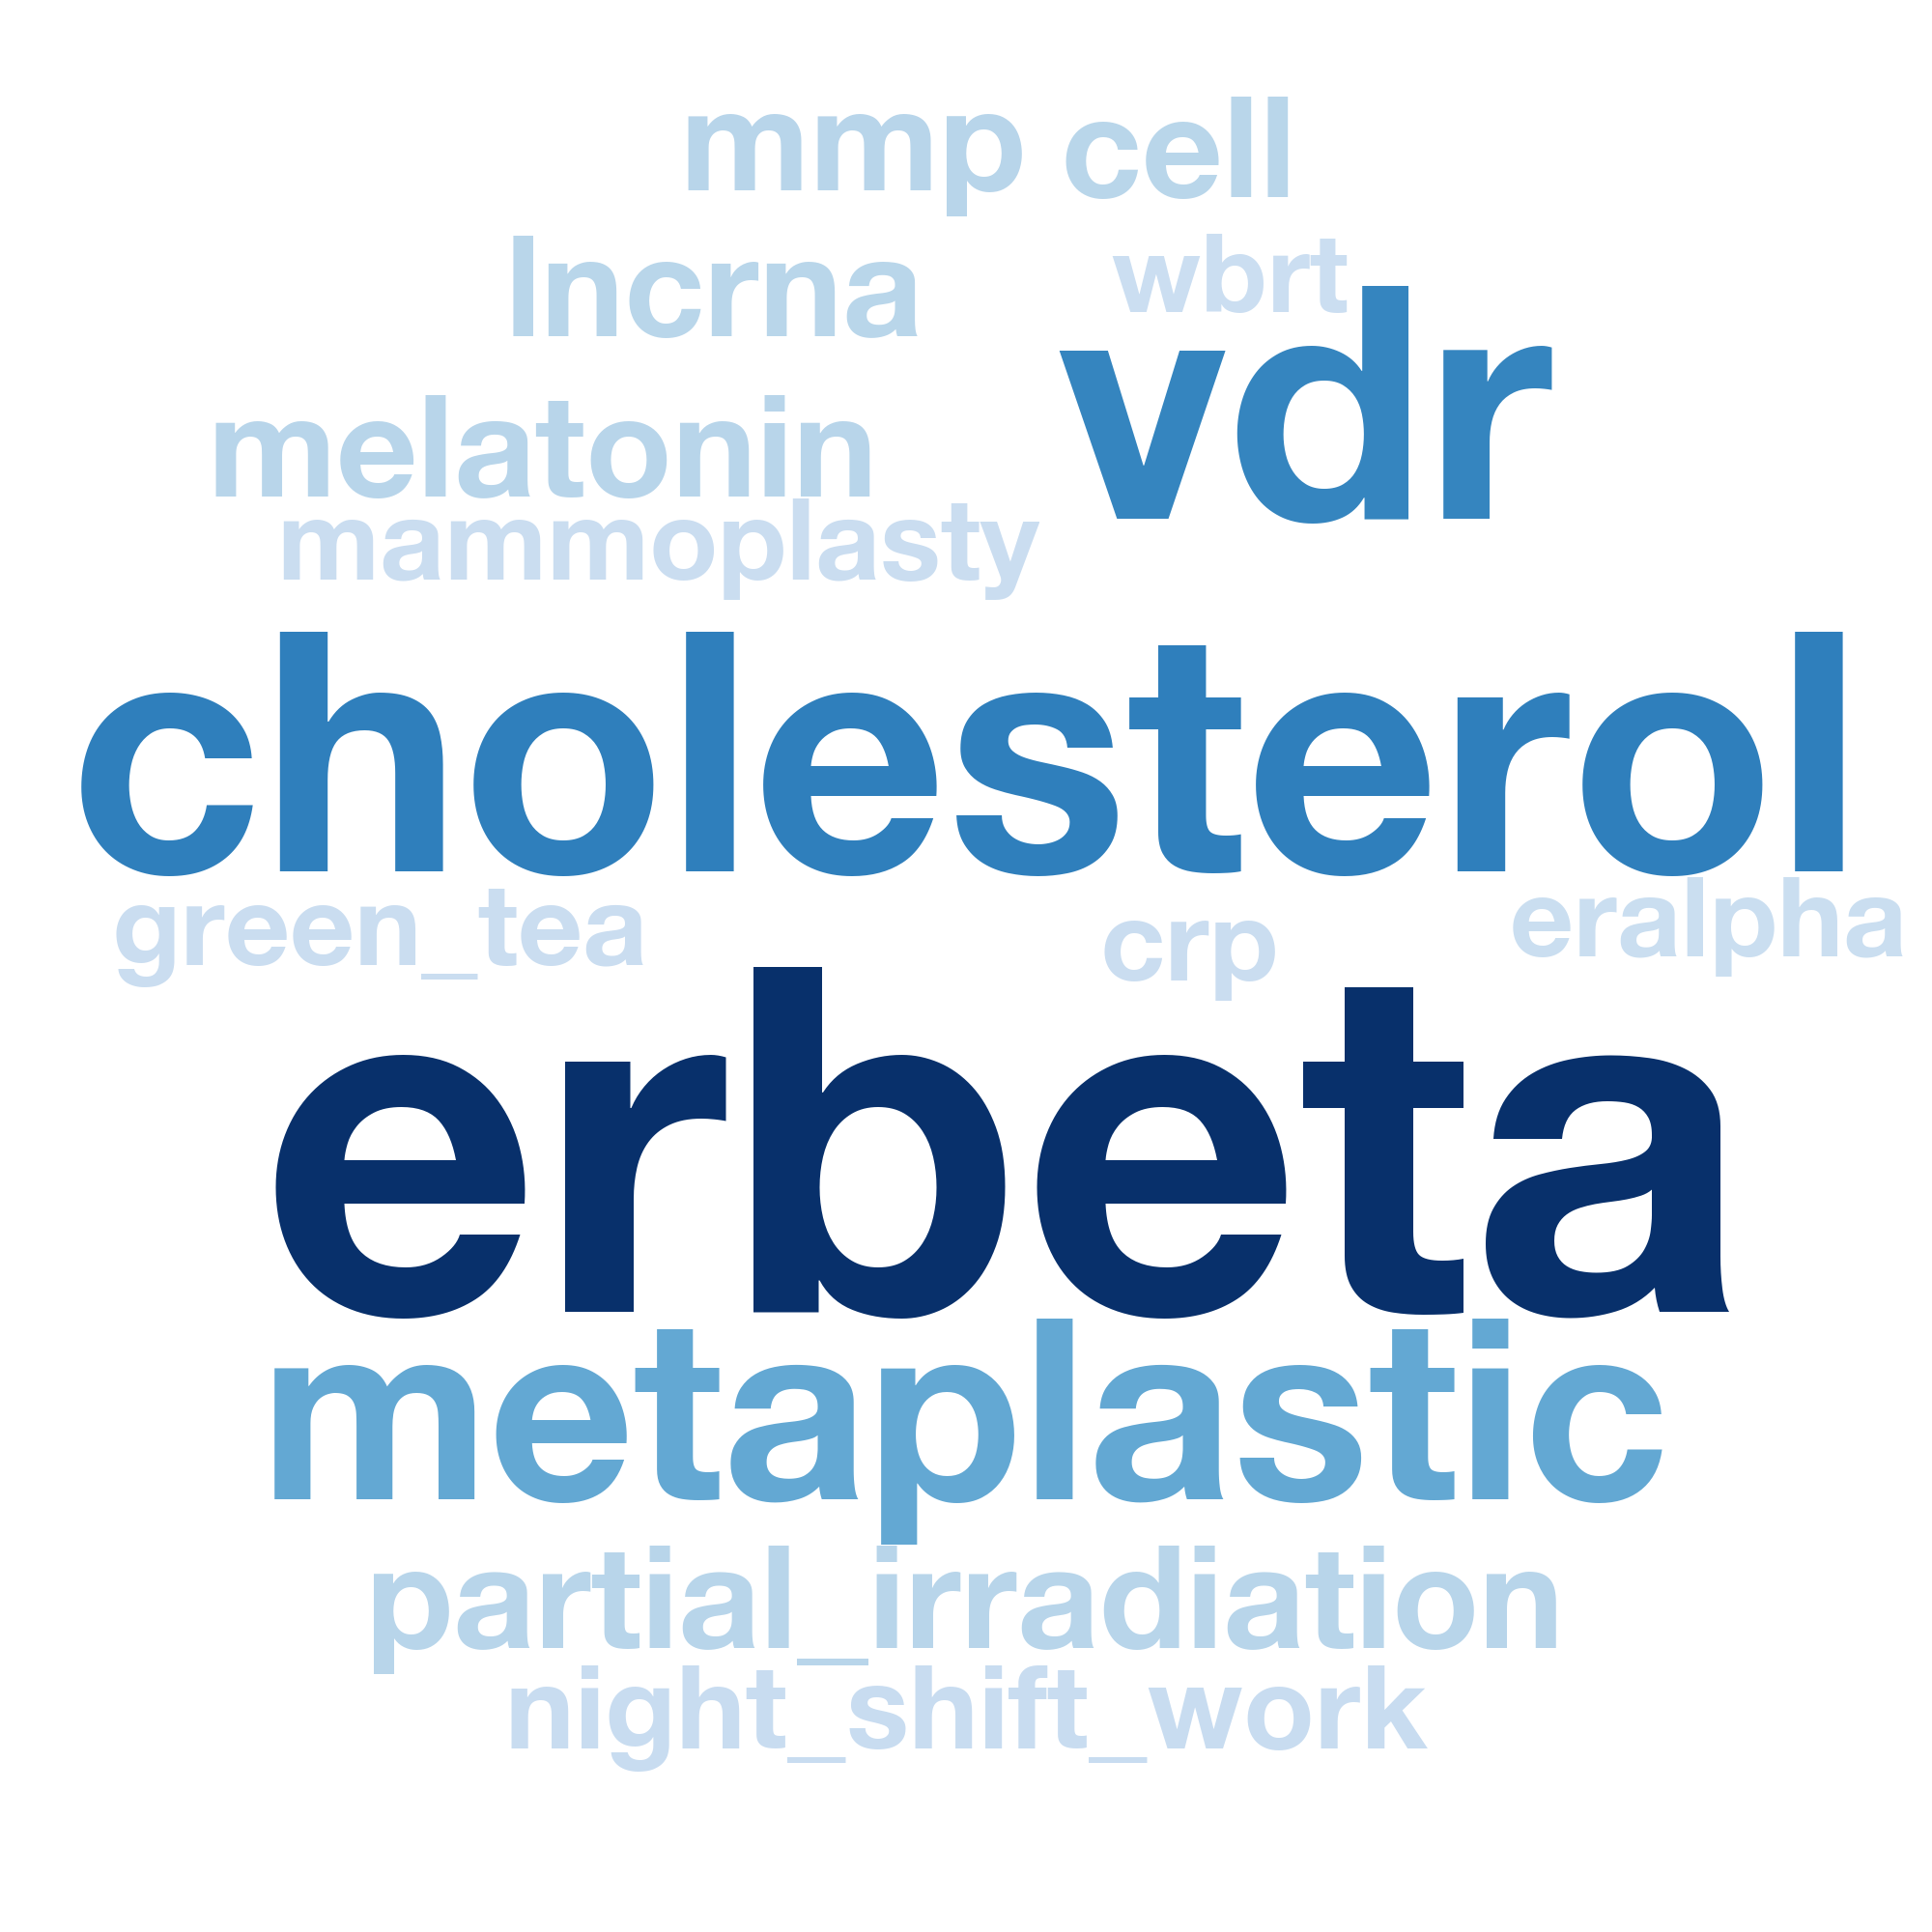 mmp cell
lncrna wbrt
vdr
melatonin
mammoplasty
cholesterol
green_tea crp eralpha
erbeta
metaplastic
partial_irradiation
night_shift_work